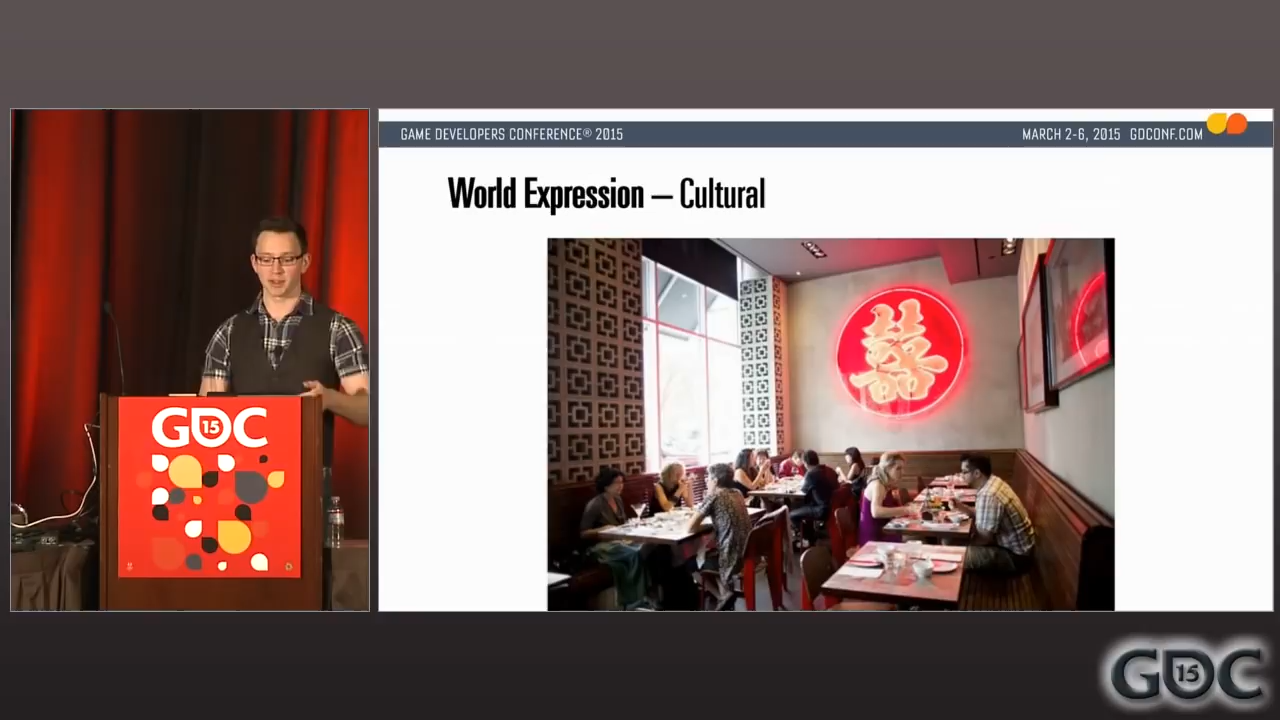 GAME DEVELOPERS CONFERENCE® 2015
MARCH 2-6, 2015 GDCONF.COM
World Expression – Cultural
囍
GDC
15
GDC
15